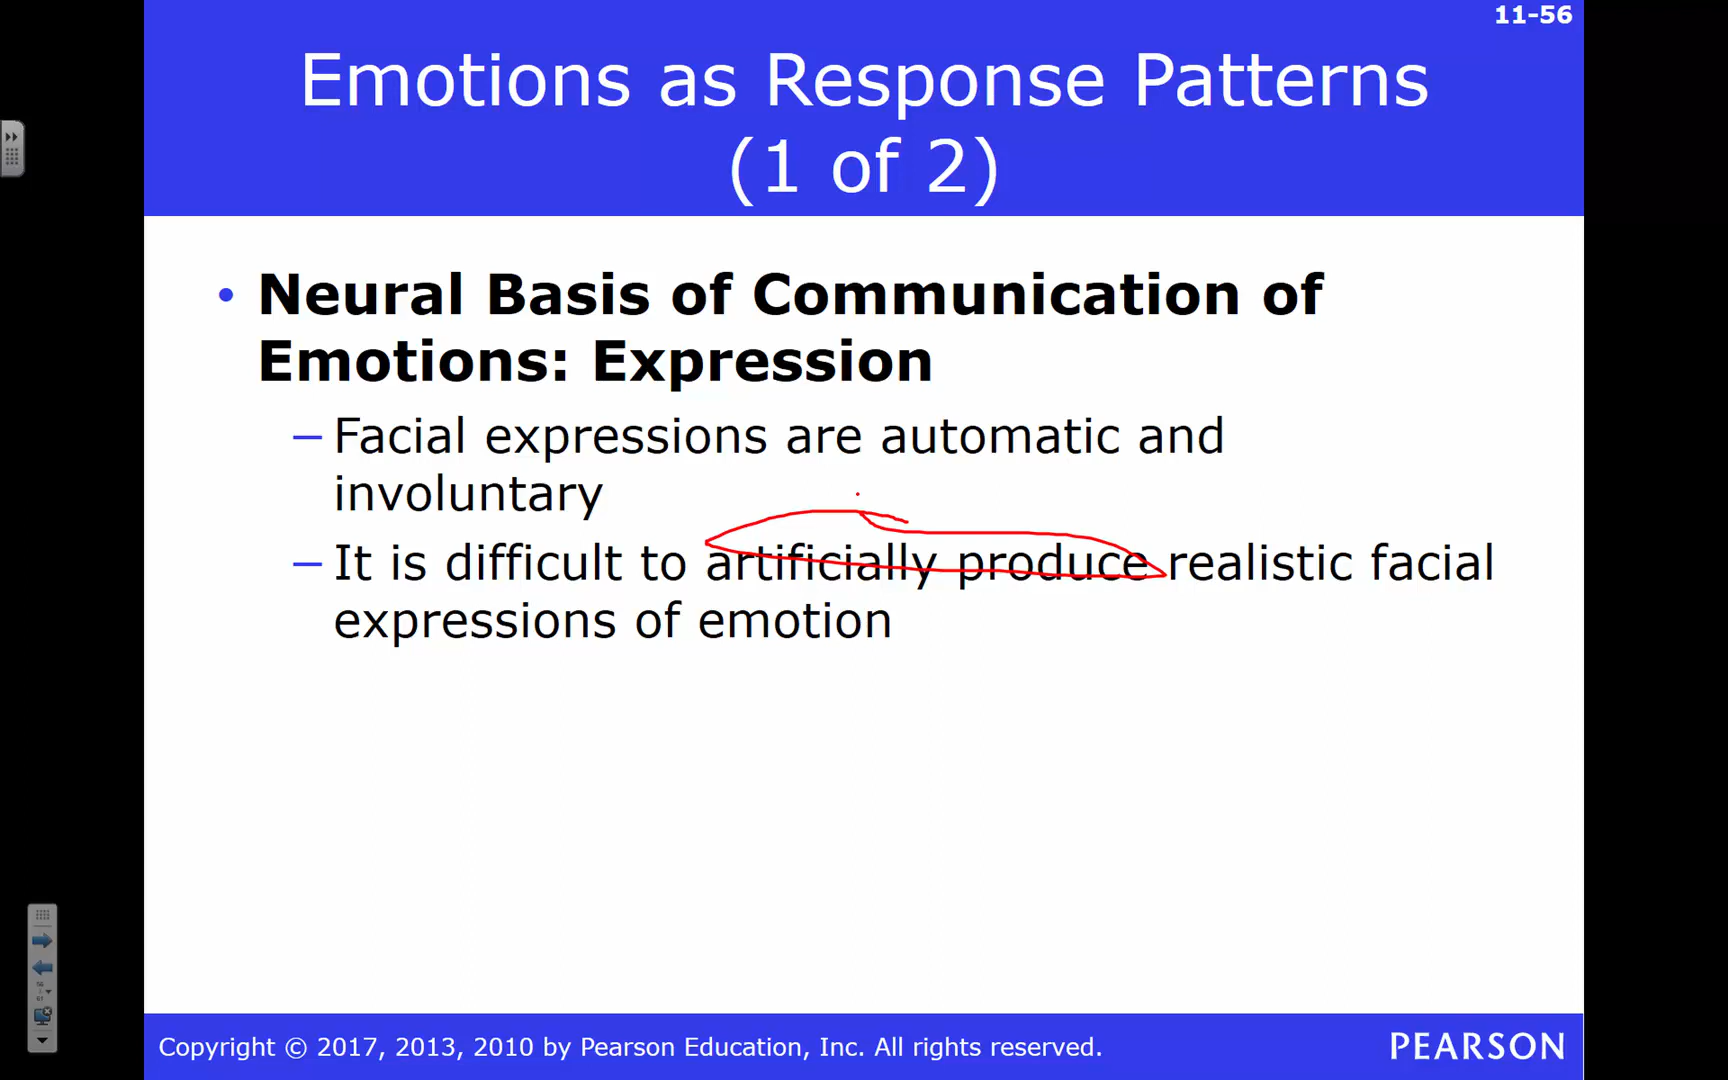 11-56
Emotions as Response Patterns
(1 of 2)
• Neural Basis of Communication of
Emotions: Expression
– Facial expressions are automatic and
involuntary
– It is difficult to artificially produce realistic facial
expressions of emotion
Copyright © 2017, 2013, 2010 by Pearson Education, Inc. All rights reserved.
PEARSON